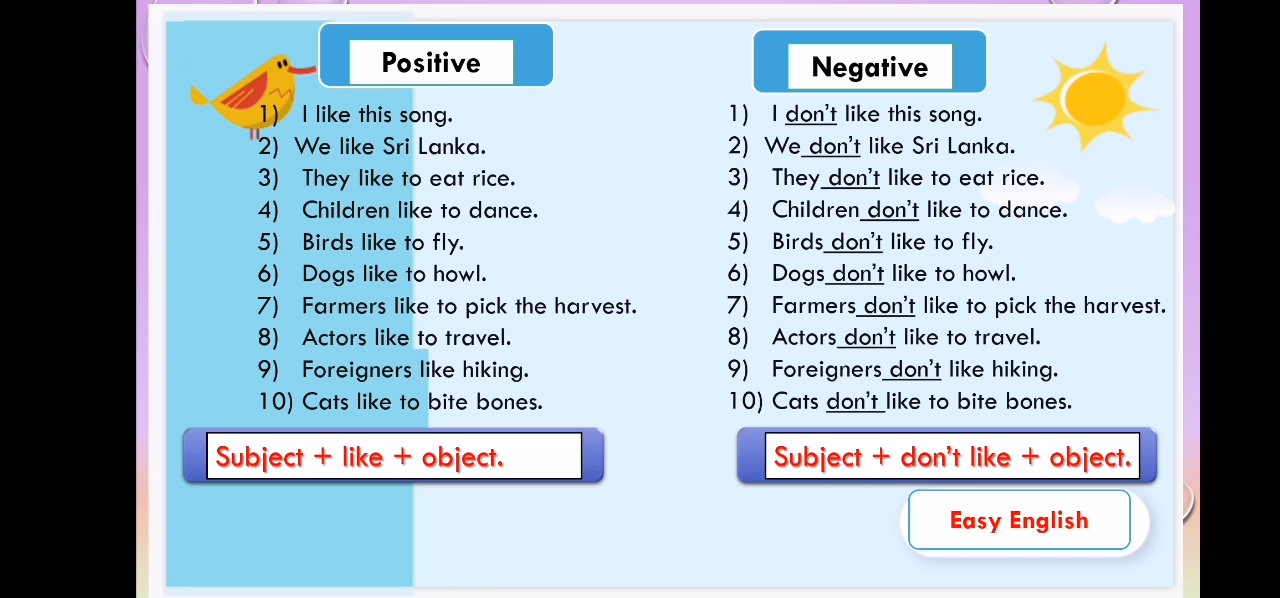 Positive
1) I like this song.
2) We like Sri Lanka.
3) They like to eat rice.
4) Children like to dance.
5) Birds like to fly.
6) Dogs like to howl.
7) Farmers like to pick the harvest.
8) Actors like to travel.
9) Foreigners like hiking.
10) Cats like to bite bones.
Subject + like + object.
Negative
1) I don’t like this song.
2) We don’t like Sri Lanka.
3) They don’t like to eat rice.
4) Children don’t like to dance.
5) Birds don’t like to fly.
6) Dogs don’t like to howl.
7) Farmers don’t like to pick the harvest.
8) Actors don’t like to travel.
9) Foreigners don’t like hiking.
10) Cats don’t like to bite bones.
Subject + don’t like + object.
Easy English